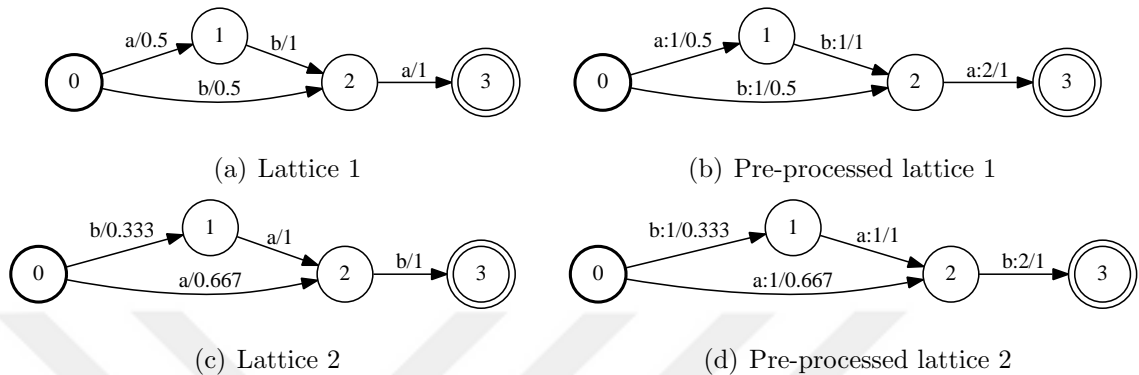 a/0.5 1 b/1 0 b/0.5 2 a/1 3
a:1/0.5 1 b:1/1 0 b:1/0.5 2 a:2/1 3
(a) Lattice 1
(b) Pre-processed lattice 1
b/0.333 1 a/1 0 a/0.667 2 b/1 3
b:1/0.333 1 a:1/1 0 a:1/0.667 2 b:2/1 3
(c) Lattice 2
(d) Pre-processed lattice 2